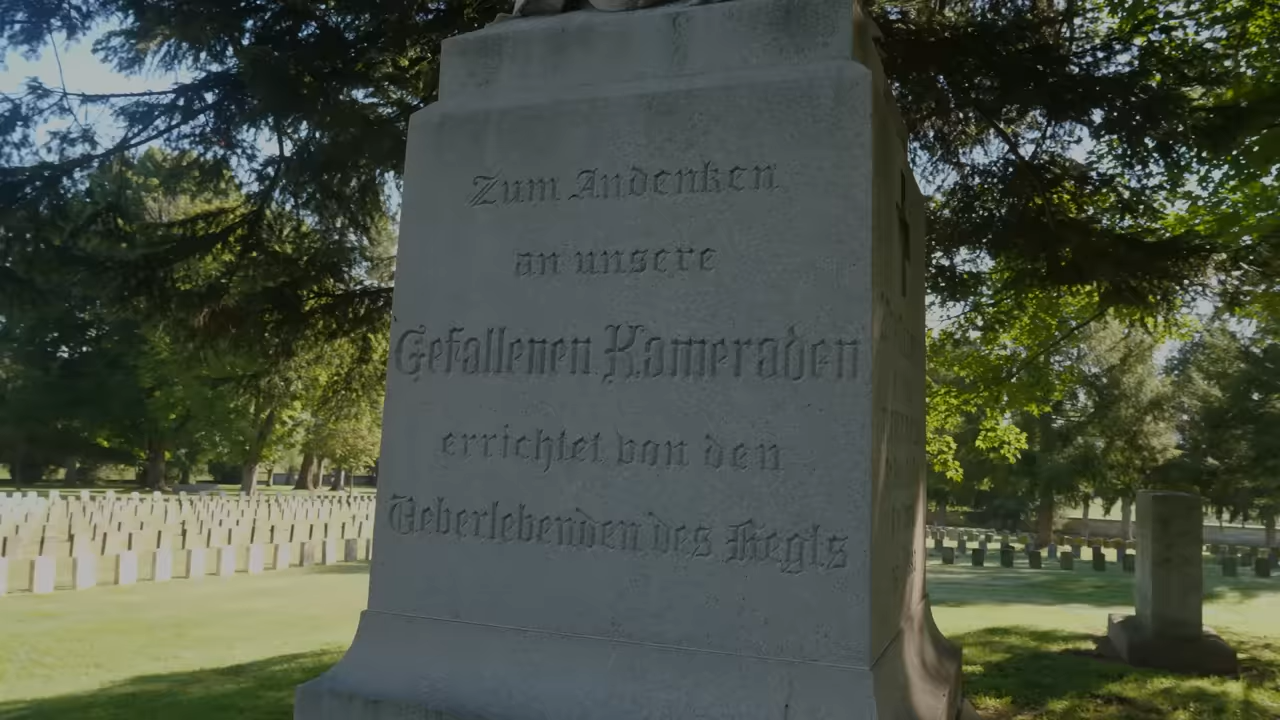 Zum Andenken
an unsere
Gefallenen Kameraden
errichtet von den
Ueberlebenden des Regts